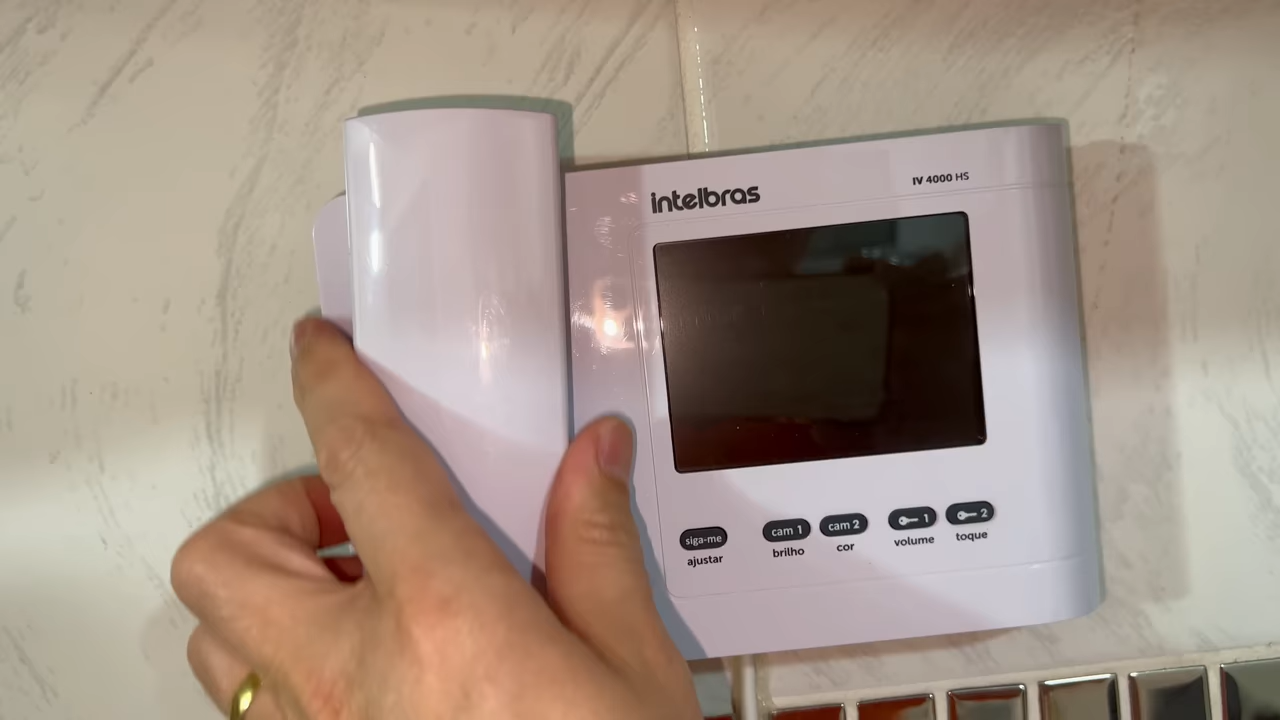 intelbras
IV 4000 HS
siga-me
cam 1
cam 2
1
2
ajustar
brilho
cor
volume
toque